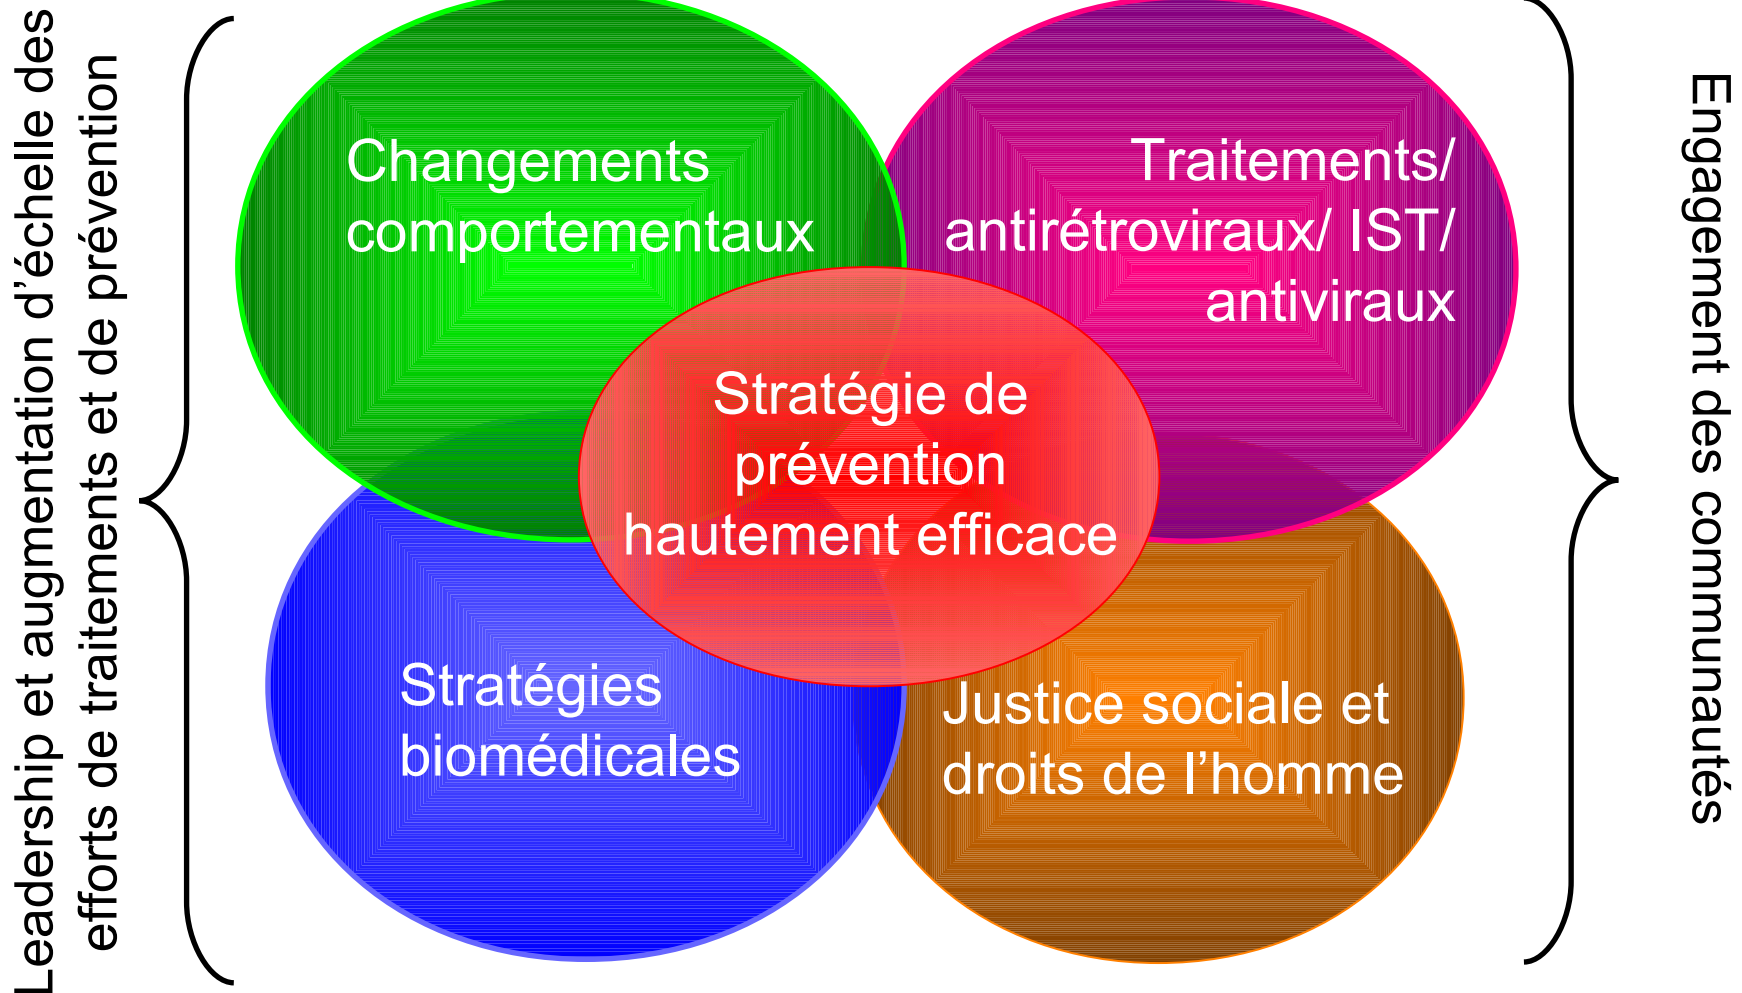 Leadership et augmentation d’échelle des
efforts de traitements et de prévention
Changements
comportementaux
Traitements/
antirétroviraux/ IST/
antiviraux
Stratégie de
prévention
hautement efficace
Stratégies
biomédicales
Justice sociale et
droits de l’homme
Engagement des communautés